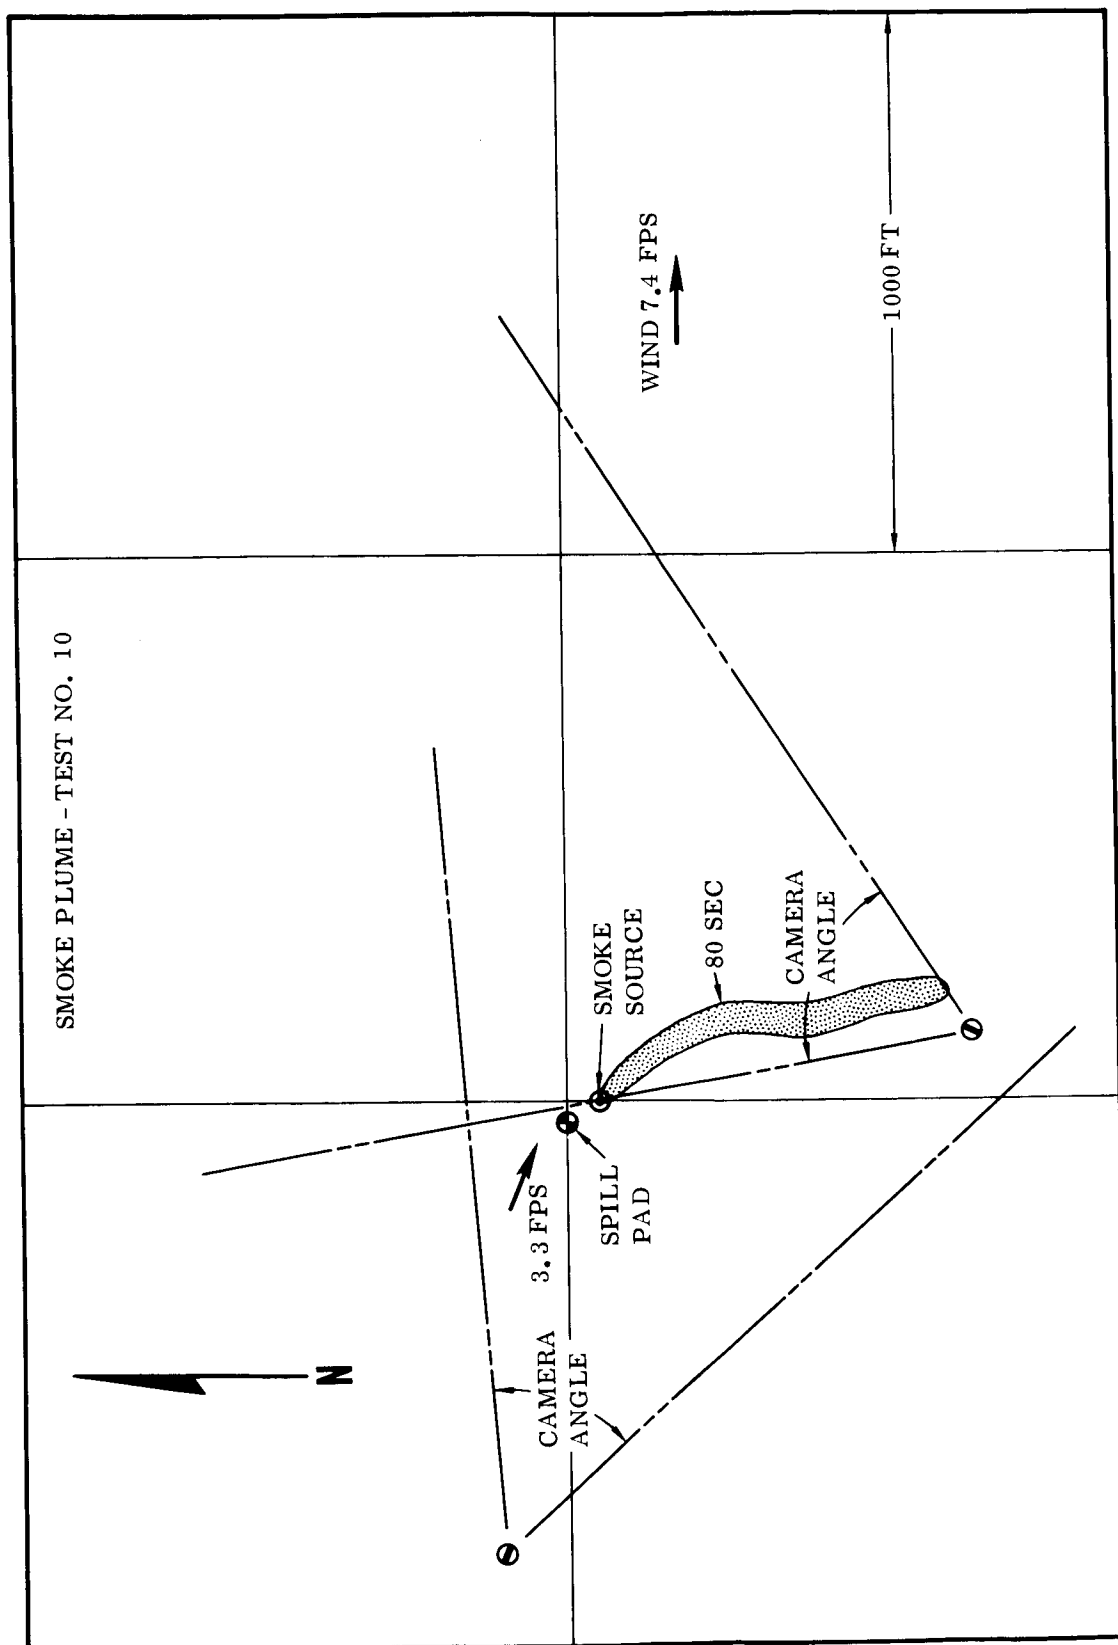 SMOKE PLUME - TEST NO. 10
WIND 7.4 FPS
1000 FT
SMOKE
SOURCE
80 SEC
CAMERA
ANGLE
3.3 FPS
SPILL
PAD
CAMERA
ANGLE
N